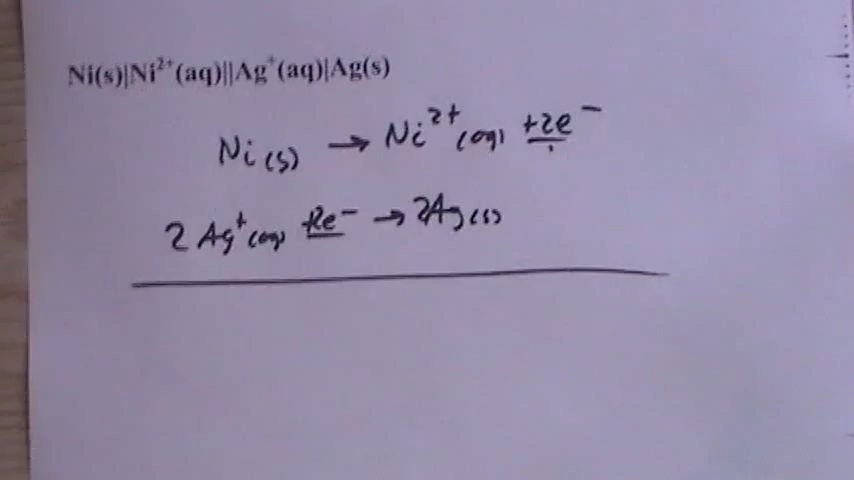 Ni(s)|Ni²⁺(aq)||Ag⁺(aq)|Ag(s)
Ni(s) → Ni²⁺(aq) +2e⁻
2Ag⁺(aq) +2e⁻ → 2Ag(s)